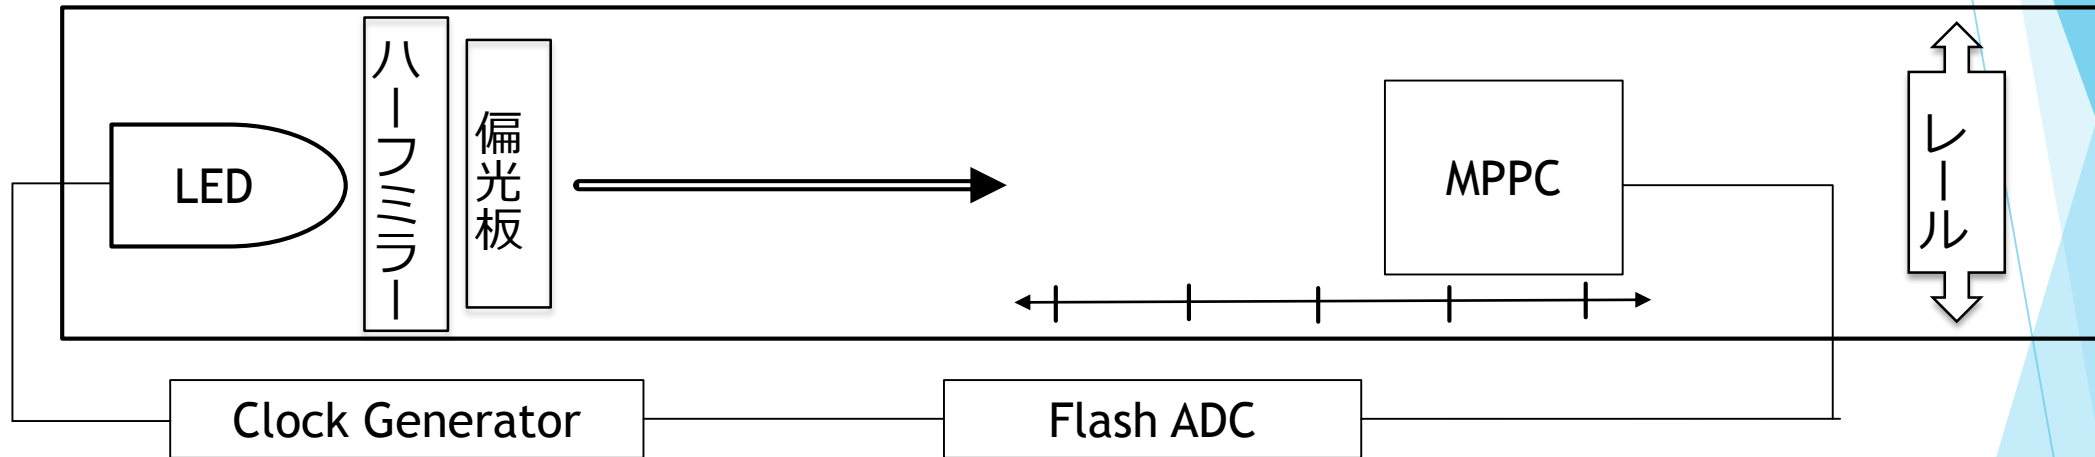 LED
ハーフミラー
偏光板
MPPC
レール
Clock Generator
Flash ADC